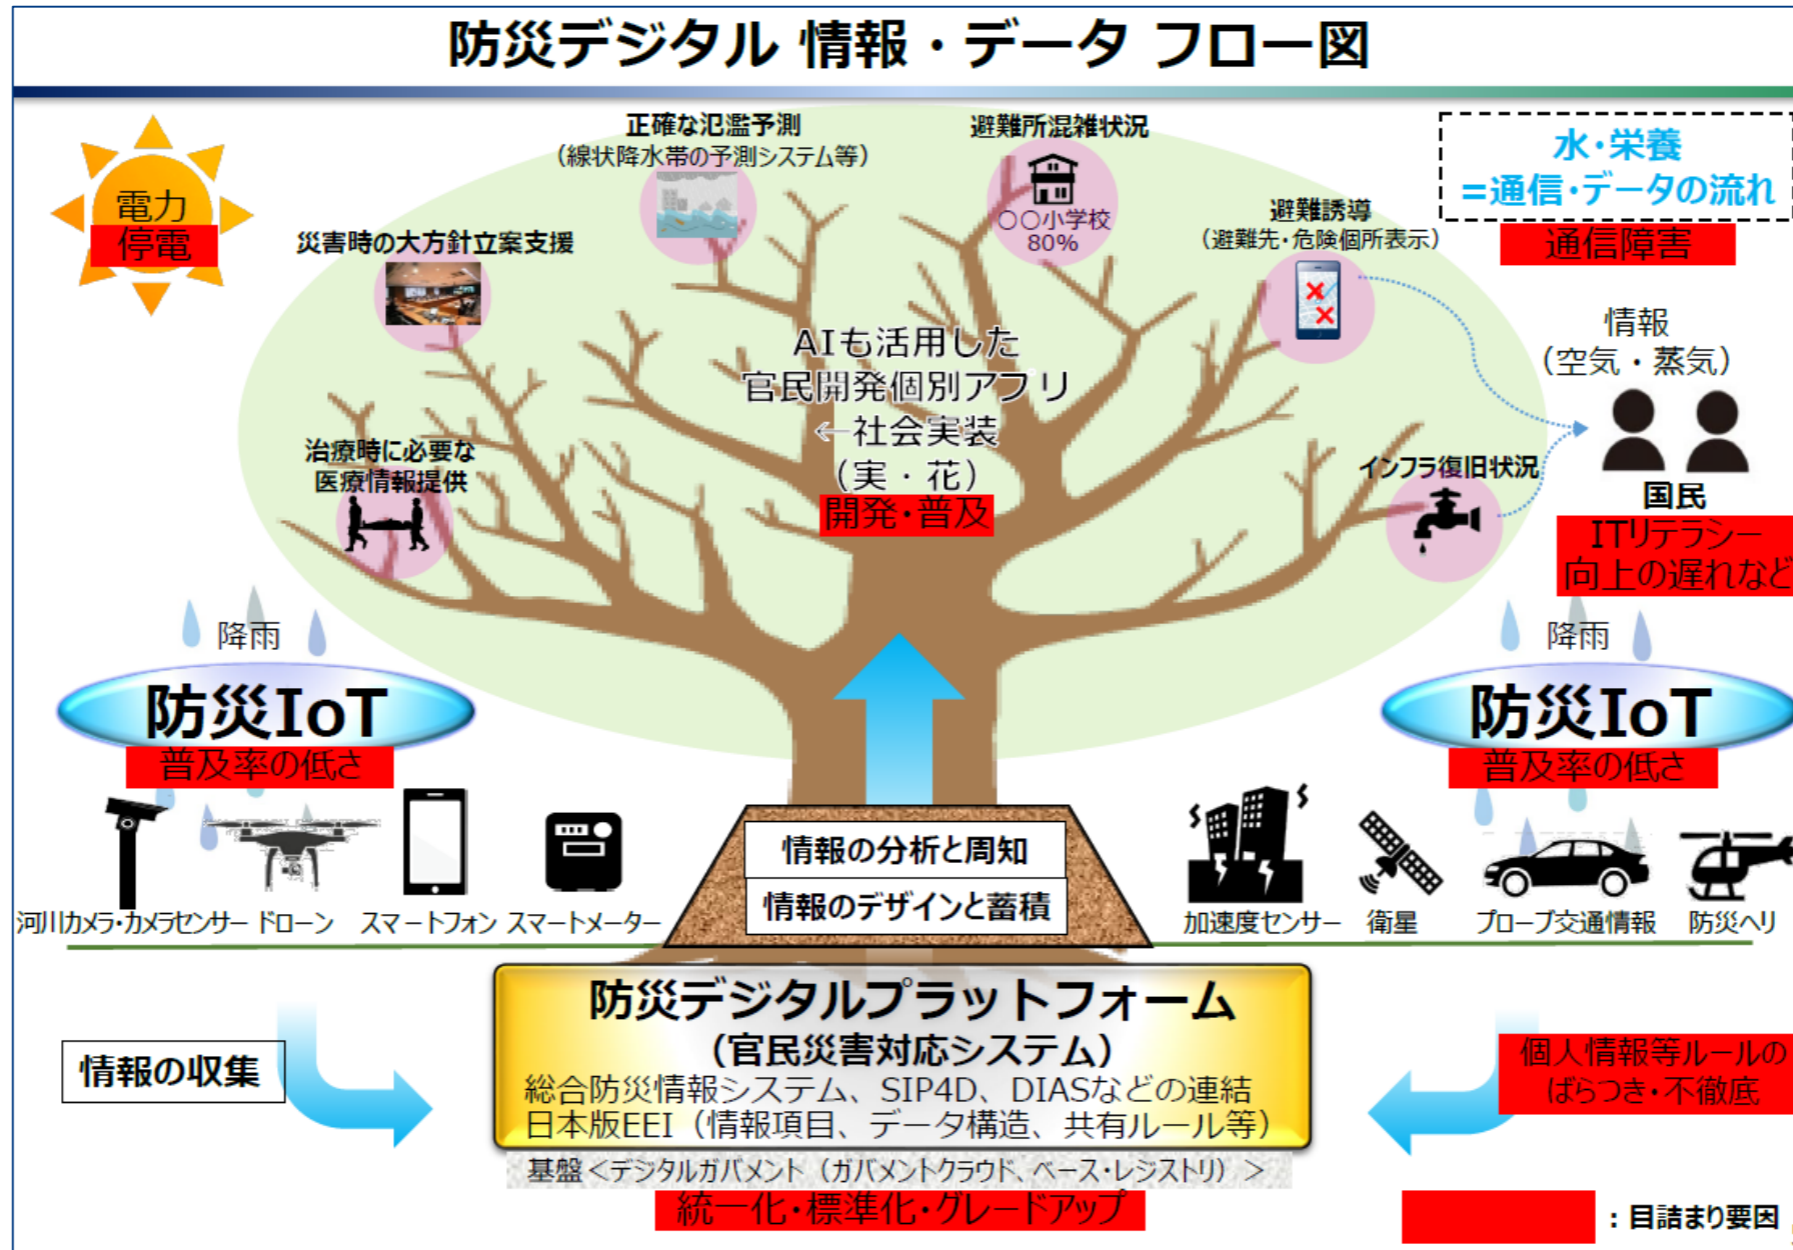 防災デジタル 情報・データ フロー図
電力
停電
正確な氾濫予測
（線状降水帯の予測システム等）
避難所混雑状況
○○小学校
80%
水・栄養
=通信・データの流れ
通信障害
災害時の大方針立案支援
避難誘導
（避難先・危険個所表示）
情報
（空気・蒸気）
国民
ITリテラシー
向上の遅れなど
AIも活用した
官民開発個別アプリ
←社会実装
（実・花）
開発・普及
治療時に必要な
医療情報提供
インフラ復旧状況
降雨
防災IoT
普及率の低さ
降雨
防災IoT
普及率の低さ
河川カメラ・カメラセンサー
ドローン
スマートフォン
スマートメーター
情報の分析と周知
情報のデザインと蓄積
加速度センサー
衛星
プローブ交通情報
防災ヘリ
情報の収集
防災デジタルプラットフォーム
（官民災害対応システム）
総合防災情報システム、SIP4D、DIASなどの連結
日本版EEI（情報項目、データ構造、共有ルール等）
基盤＜デジタルガバメント（ガバメントクラウド、ベース・レジストリ）＞
統一化・標準化・グレードアップ
個人情報等ルールの
ばらつき・不徹底
：目詰まり要因